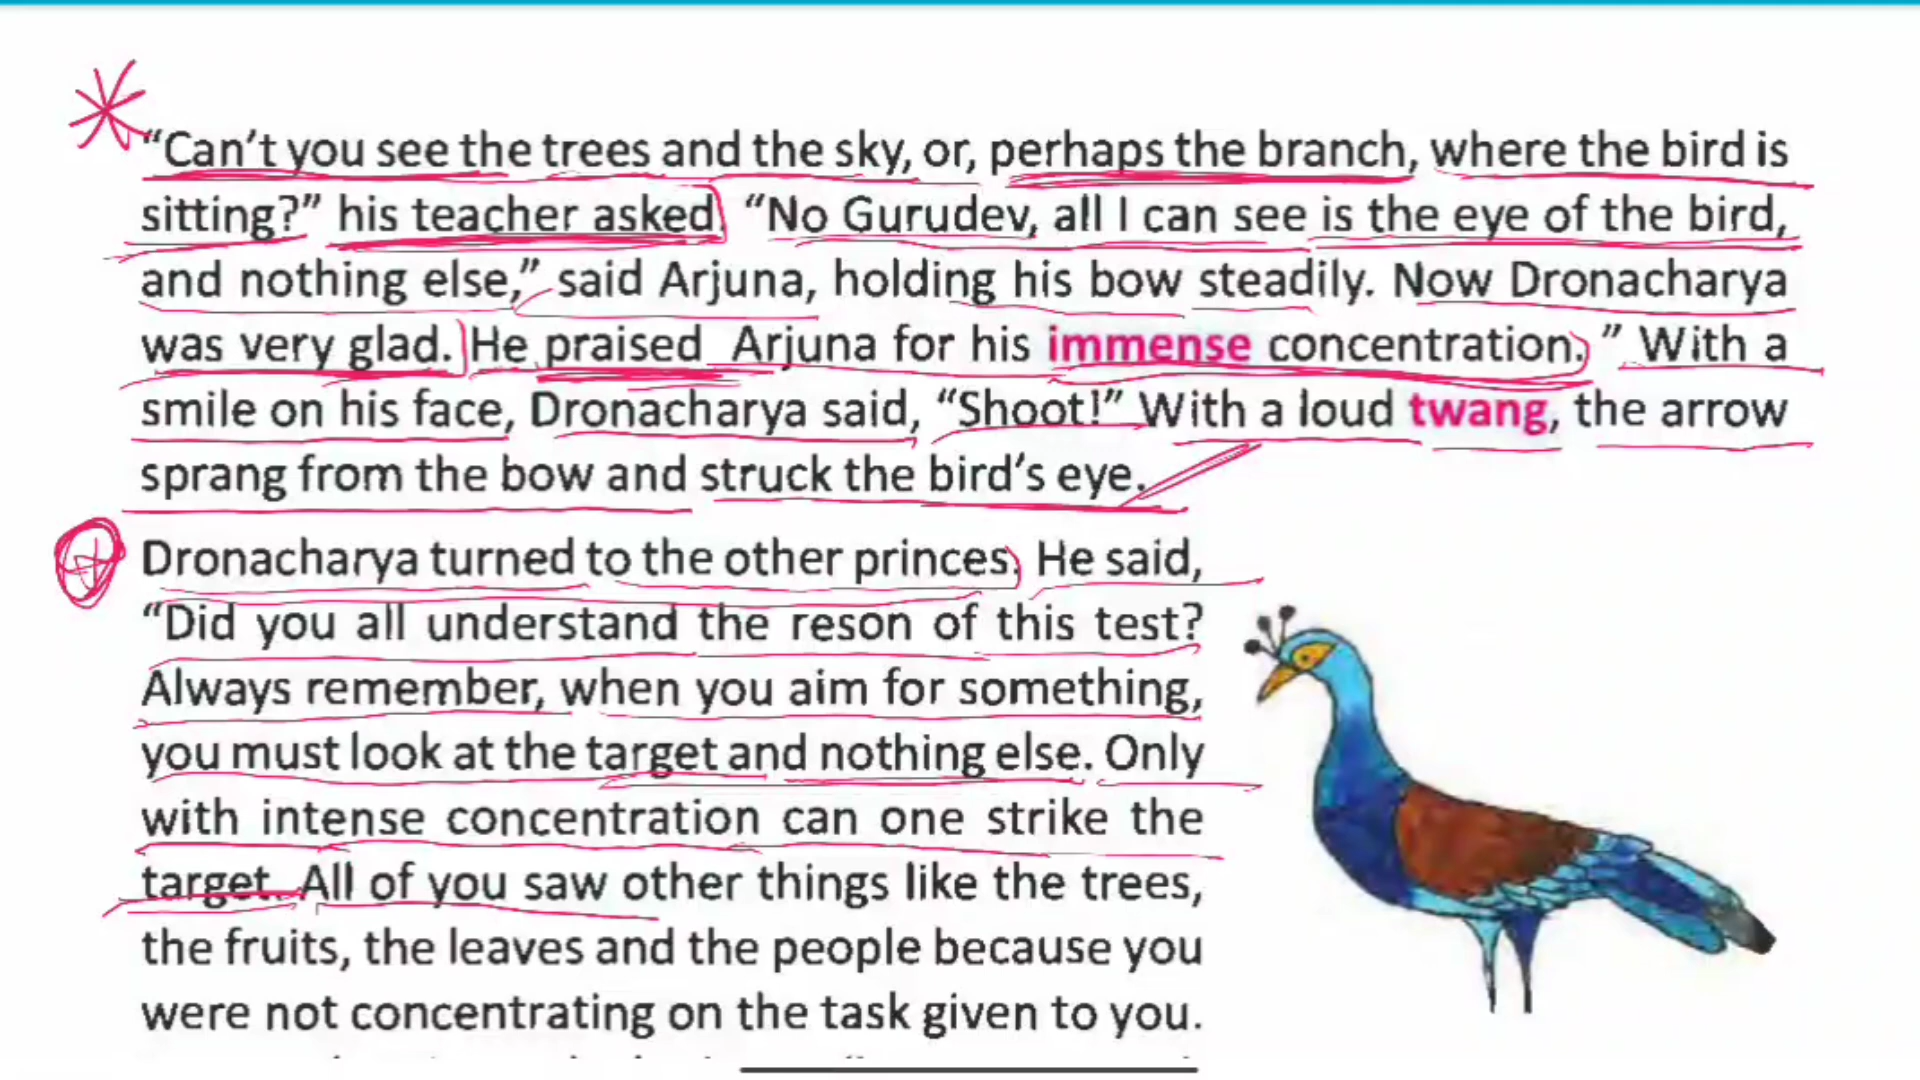 “Can’t you see the trees and the sky, or, perhaps the branch, where the bird is
sitting?” his teacher asked. “No Gurudev, all I can see is the eye of the bird,
and nothing else,” said Arjuna, holding his bow steadily. Now Dronacharya
was very glad. He praised Arjuna for his immense concentration. ” With a
smile on his face, Dronacharya said, “Shoot!” With a loud twang, the arrow
sprang from the bow and struck the bird’s eye.
Dronacharya turned to the other princes. He said,
“Did you all understand the reson of this test?
Always remember, when you aim for something,
you must look at the target and nothing else. Only
with intense concentration can one strike the
target. All of you saw other things like the trees,
the fruits, the leaves and the people because you
were not concentrating on the task given to you.